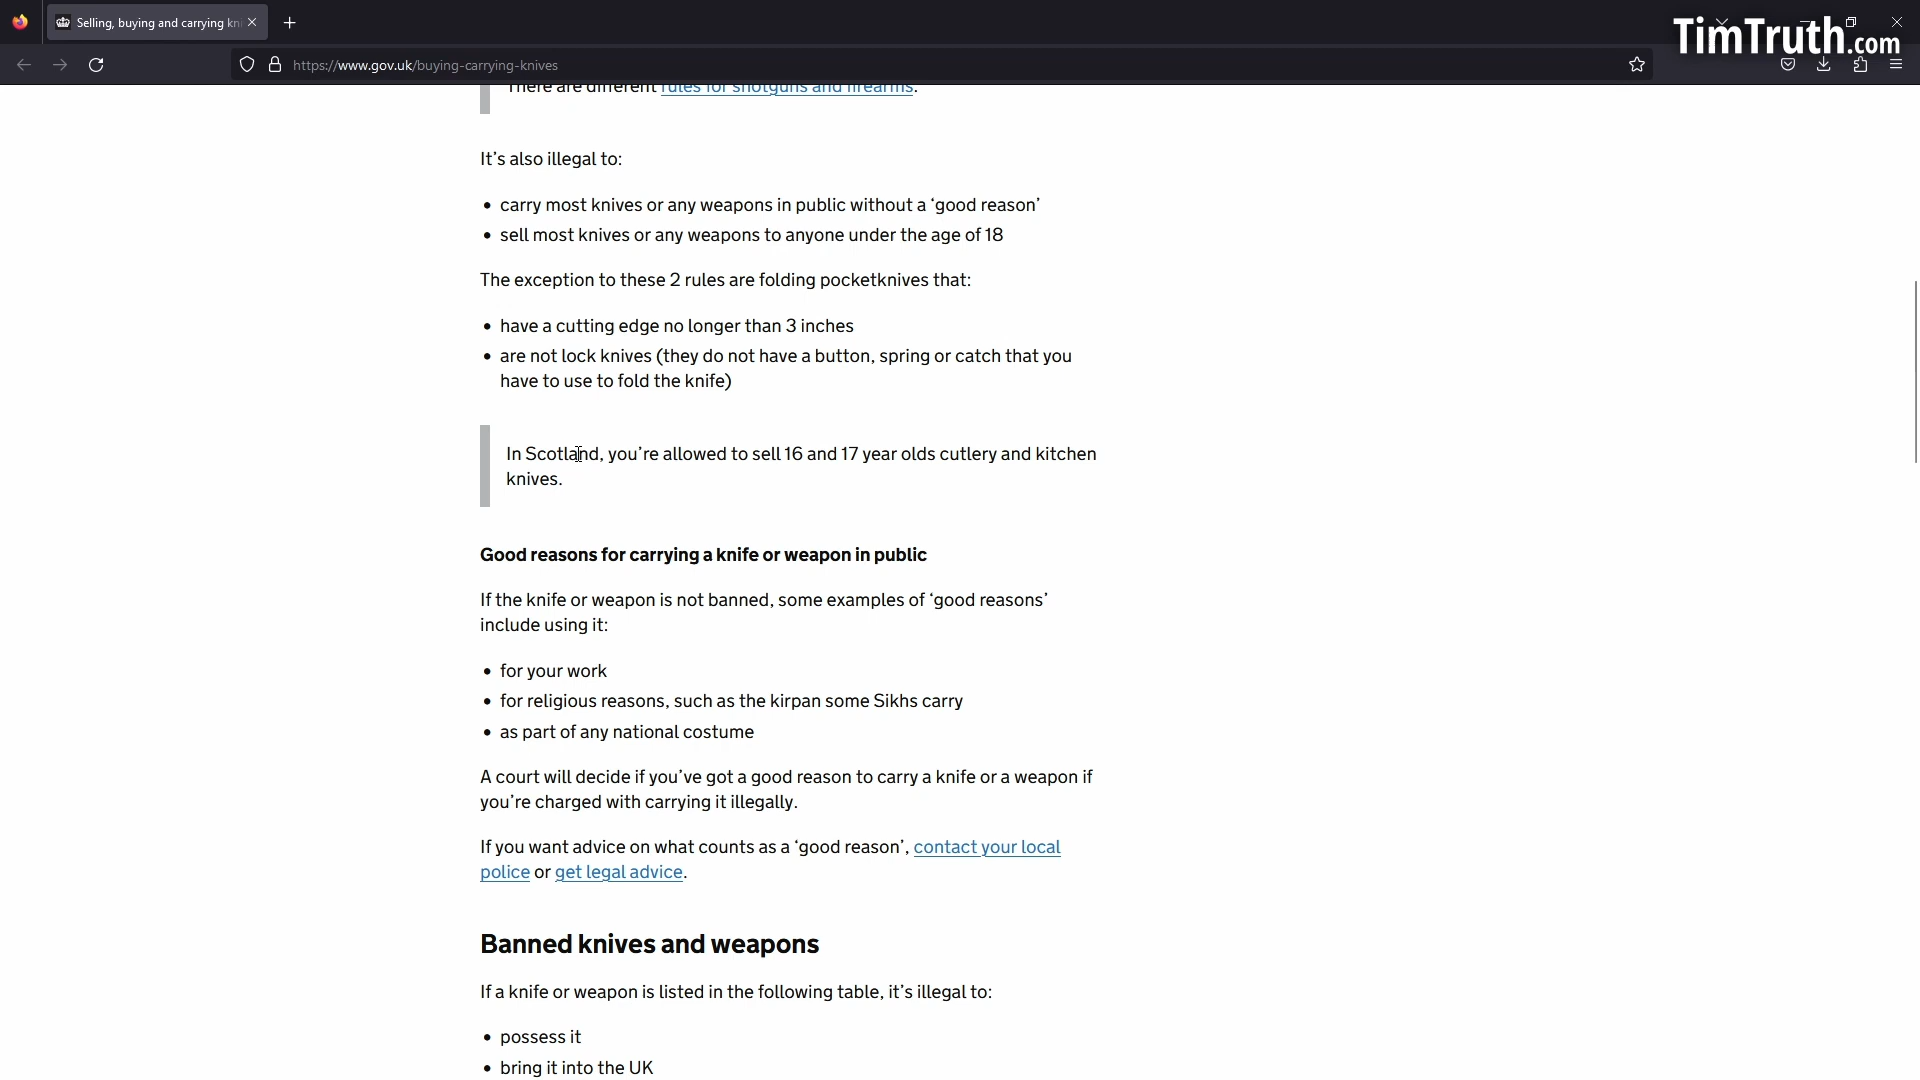 Selling, buying and carrying kni
TimTruth.com
https://www.gov.uk/buying-carrying-knives
There are different rules for shotguns and firearms.
It’s also illegal to:
• carry most knives or any weapons in public without a ‘good reason’
• sell most knives or any weapons to anyone under the age of 18
The exception to these 2 rules are folding pocketknives that:
• have a cutting edge no longer than 3 inches
• are not lock knives (they do not have a button, spring or catch that you
have to use to fold the knife)
In Scotland, you’re allowed to sell 16 and 17 year olds cutlery and kitchen
knives.
Good reasons for carrying a knife or weapon in public
If the knife or weapon is not banned, some examples of ‘good reasons’
include using it:
• for your work
• for religious reasons, such as the kirpan some Sikhs carry
• as part of any national costume
A court will decide if you’ve got a good reason to carry a knife or a weapon if
you’re charged with carrying it illegally.
If you want advice on what counts as a ‘good reason’, contact your local
police or get legal advice.
Banned knives and weapons
If a knife or weapon is listed in the following table, it’s illegal to:
• possess it
• bring it into the UK